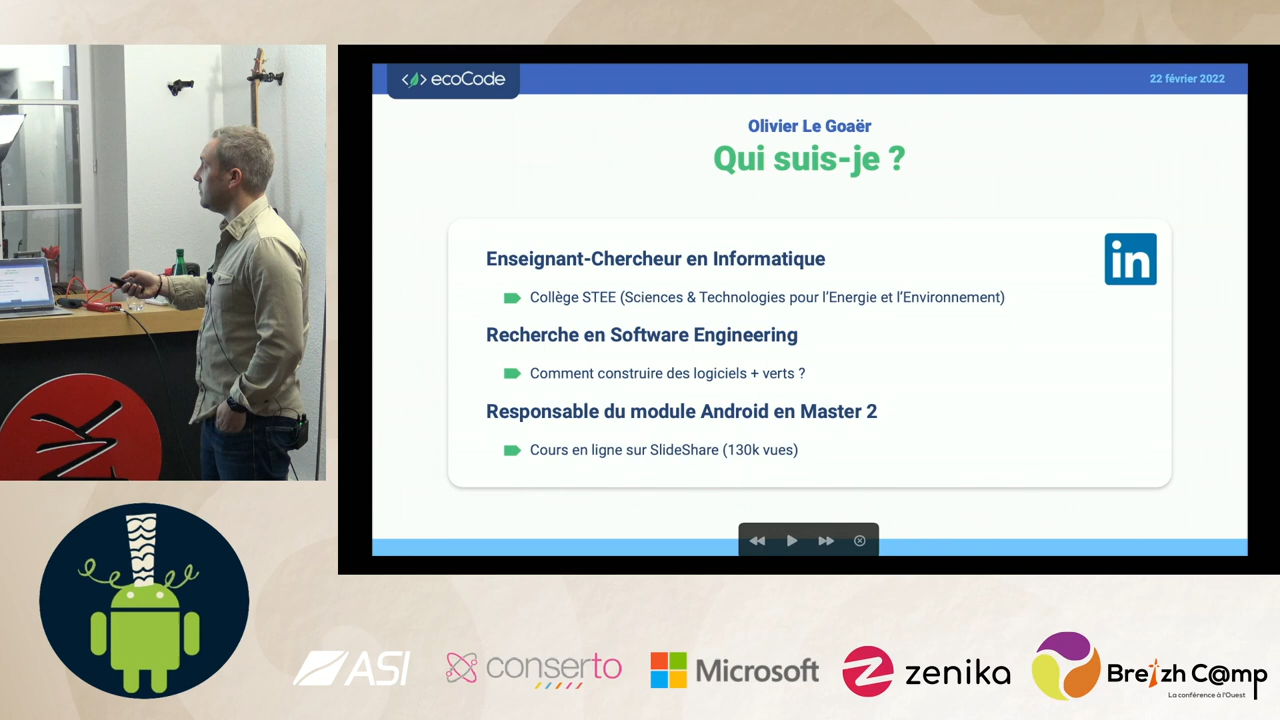 ecoCode
22 février 2022
Olivier Le Goaër
Qui suis-je ?
Enseignant-Chercheur en Informatique
in
Collège STEE (Sciences & Technologies pour l'Energie et l'Environnement)
Recherche en Software Engineering
Comment construire des logiciels + verts ?
Responsable du module Android en Master 2
Cours en ligne sur SlideShare (130k vues)
ASI
conserto
Microsoft
zenika
Breizh C@mp
La conférence à l'Ouest